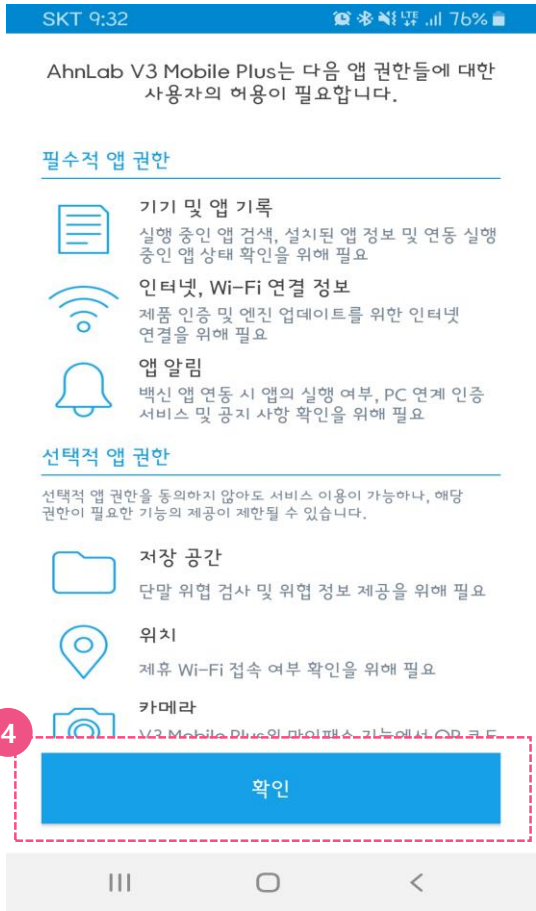 SKT 9:32 76%
AhnLab V3 Mobile Plus는 다음 앱 권한들에 대한
사용자의 허용이 필요합니다.
필수적 앱 권한
기기 및 앱 기록
실행 중인 앱 검색, 설치된 앱 정보 및 연동 실행
중인 앱 상태 확인을 위해 필요
인터넷, Wi-Fi 연결 정보
제품 인증 및 엔진 업데이트를 위한 인터넷
연결을 위해 필요
앱 알림
백신 앱 연동 시 앱의 실행 여부, PC 연계 인증
서비스 및 공지 사항 확인을 위해 필요
선택적 앱 권한
선택적 앱 권한을 동의하지 않아도 서비스 이용이 가능하나, 해당
권한이 필요한 기능의 제공이 제한될 수 있습니다.
저장 공간
단말 위협 검사 및 위협 정보 제공을 위해 필요
위치
제휴 Wi-Fi 접속 여부 확인을 위해 필요
카메라
V3 Mobile Plus의 QR
4
확인